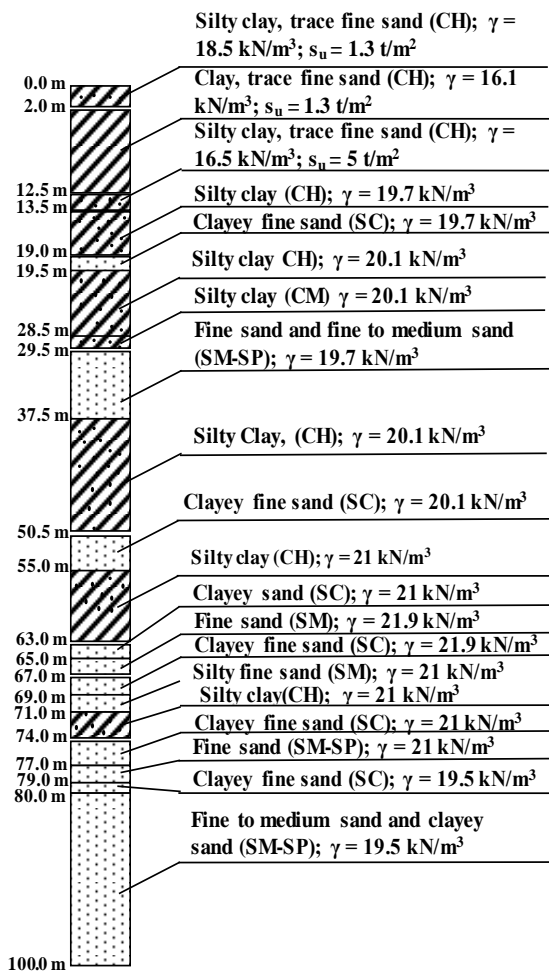 Silty clay, trace fine sand (CH); γ =
18.5 kN/m³; sᵤ = 1.3 t/m²
Clay, trace fine sand (CH); γ = 16.1
kN/m³; sᵤ = 1.3 t/m²
Silty clay, trace fine sand (CH); γ =
16.5 kN/m³; sᵤ = 5 t/m²
Silty clay (CH); γ = 19.7 kN/m³
Clayey fine sand (SC); γ = 19.7 kN/m³
Silty clay CH); γ = 20.1 kN/m³
Silty clay (CM) γ = 20.1 kN/m³
Fine sand and fine to medium sand
(SM-SP); γ = 19.7 kN/m³
Silty Clay, (CH); γ = 20.1 kN/m³
Clayey fine sand (SC); γ = 20.1 kN/m³
Silty clay (CH); γ = 21 kN/m³
Clayey sand (SC); γ = 21 kN/m³
Fine sand (SM); γ = 21.9 kN/m³
Clayey fine sand (SC); γ = 21.9 kN/m³
Silty fine sand (SM); γ = 21 kN/m³
Silty clay(CH); γ = 21 kN/m³
Clayey fine sand (SC); γ = 21 kN/m³
Fine sand (SM-SP); γ = 21 kN/m³
Clayey fine sand (SC); γ = 19.5 kN/m³
Fine to medium sand and clayey
sand (SM-SP); γ = 19.5 kN/m³
0.0 m
2.0 m
12.5 m
13.5 m
19.0 m
19.5 m
28.5 m
29.5 m
37.5 m
50.5 m
55.0 m
63.0 m
65.0 m
67.0 m
69.0 m
71.0 m
74.0 m
77.0 m
79.0 m
80.0 m
100.0 m